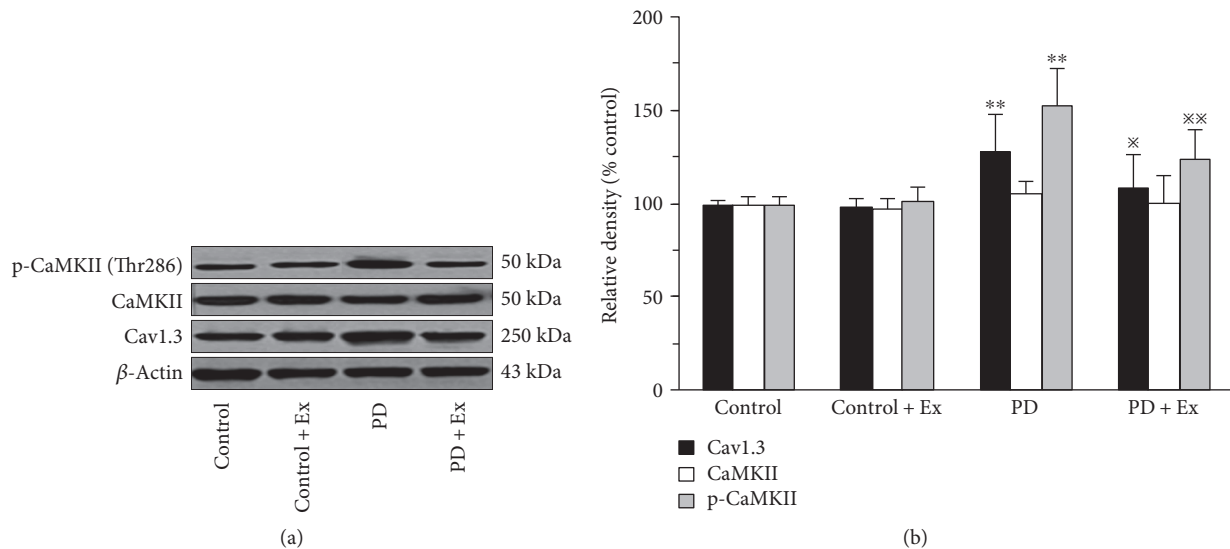 p-CaMKII (Thr286) 50 kDa
CaMKII 50 kDa
Cav1.3 250 kDa
β-Actin 43 kDa
Control Control + Ex PD PD + Ex
(a)
Relative density (% control)
200
150
100
50
0
** ** ※ ※※
Control Control + Ex PD PD + Ex
Cav1.3
CaMKII
p-CaMKII
(b)